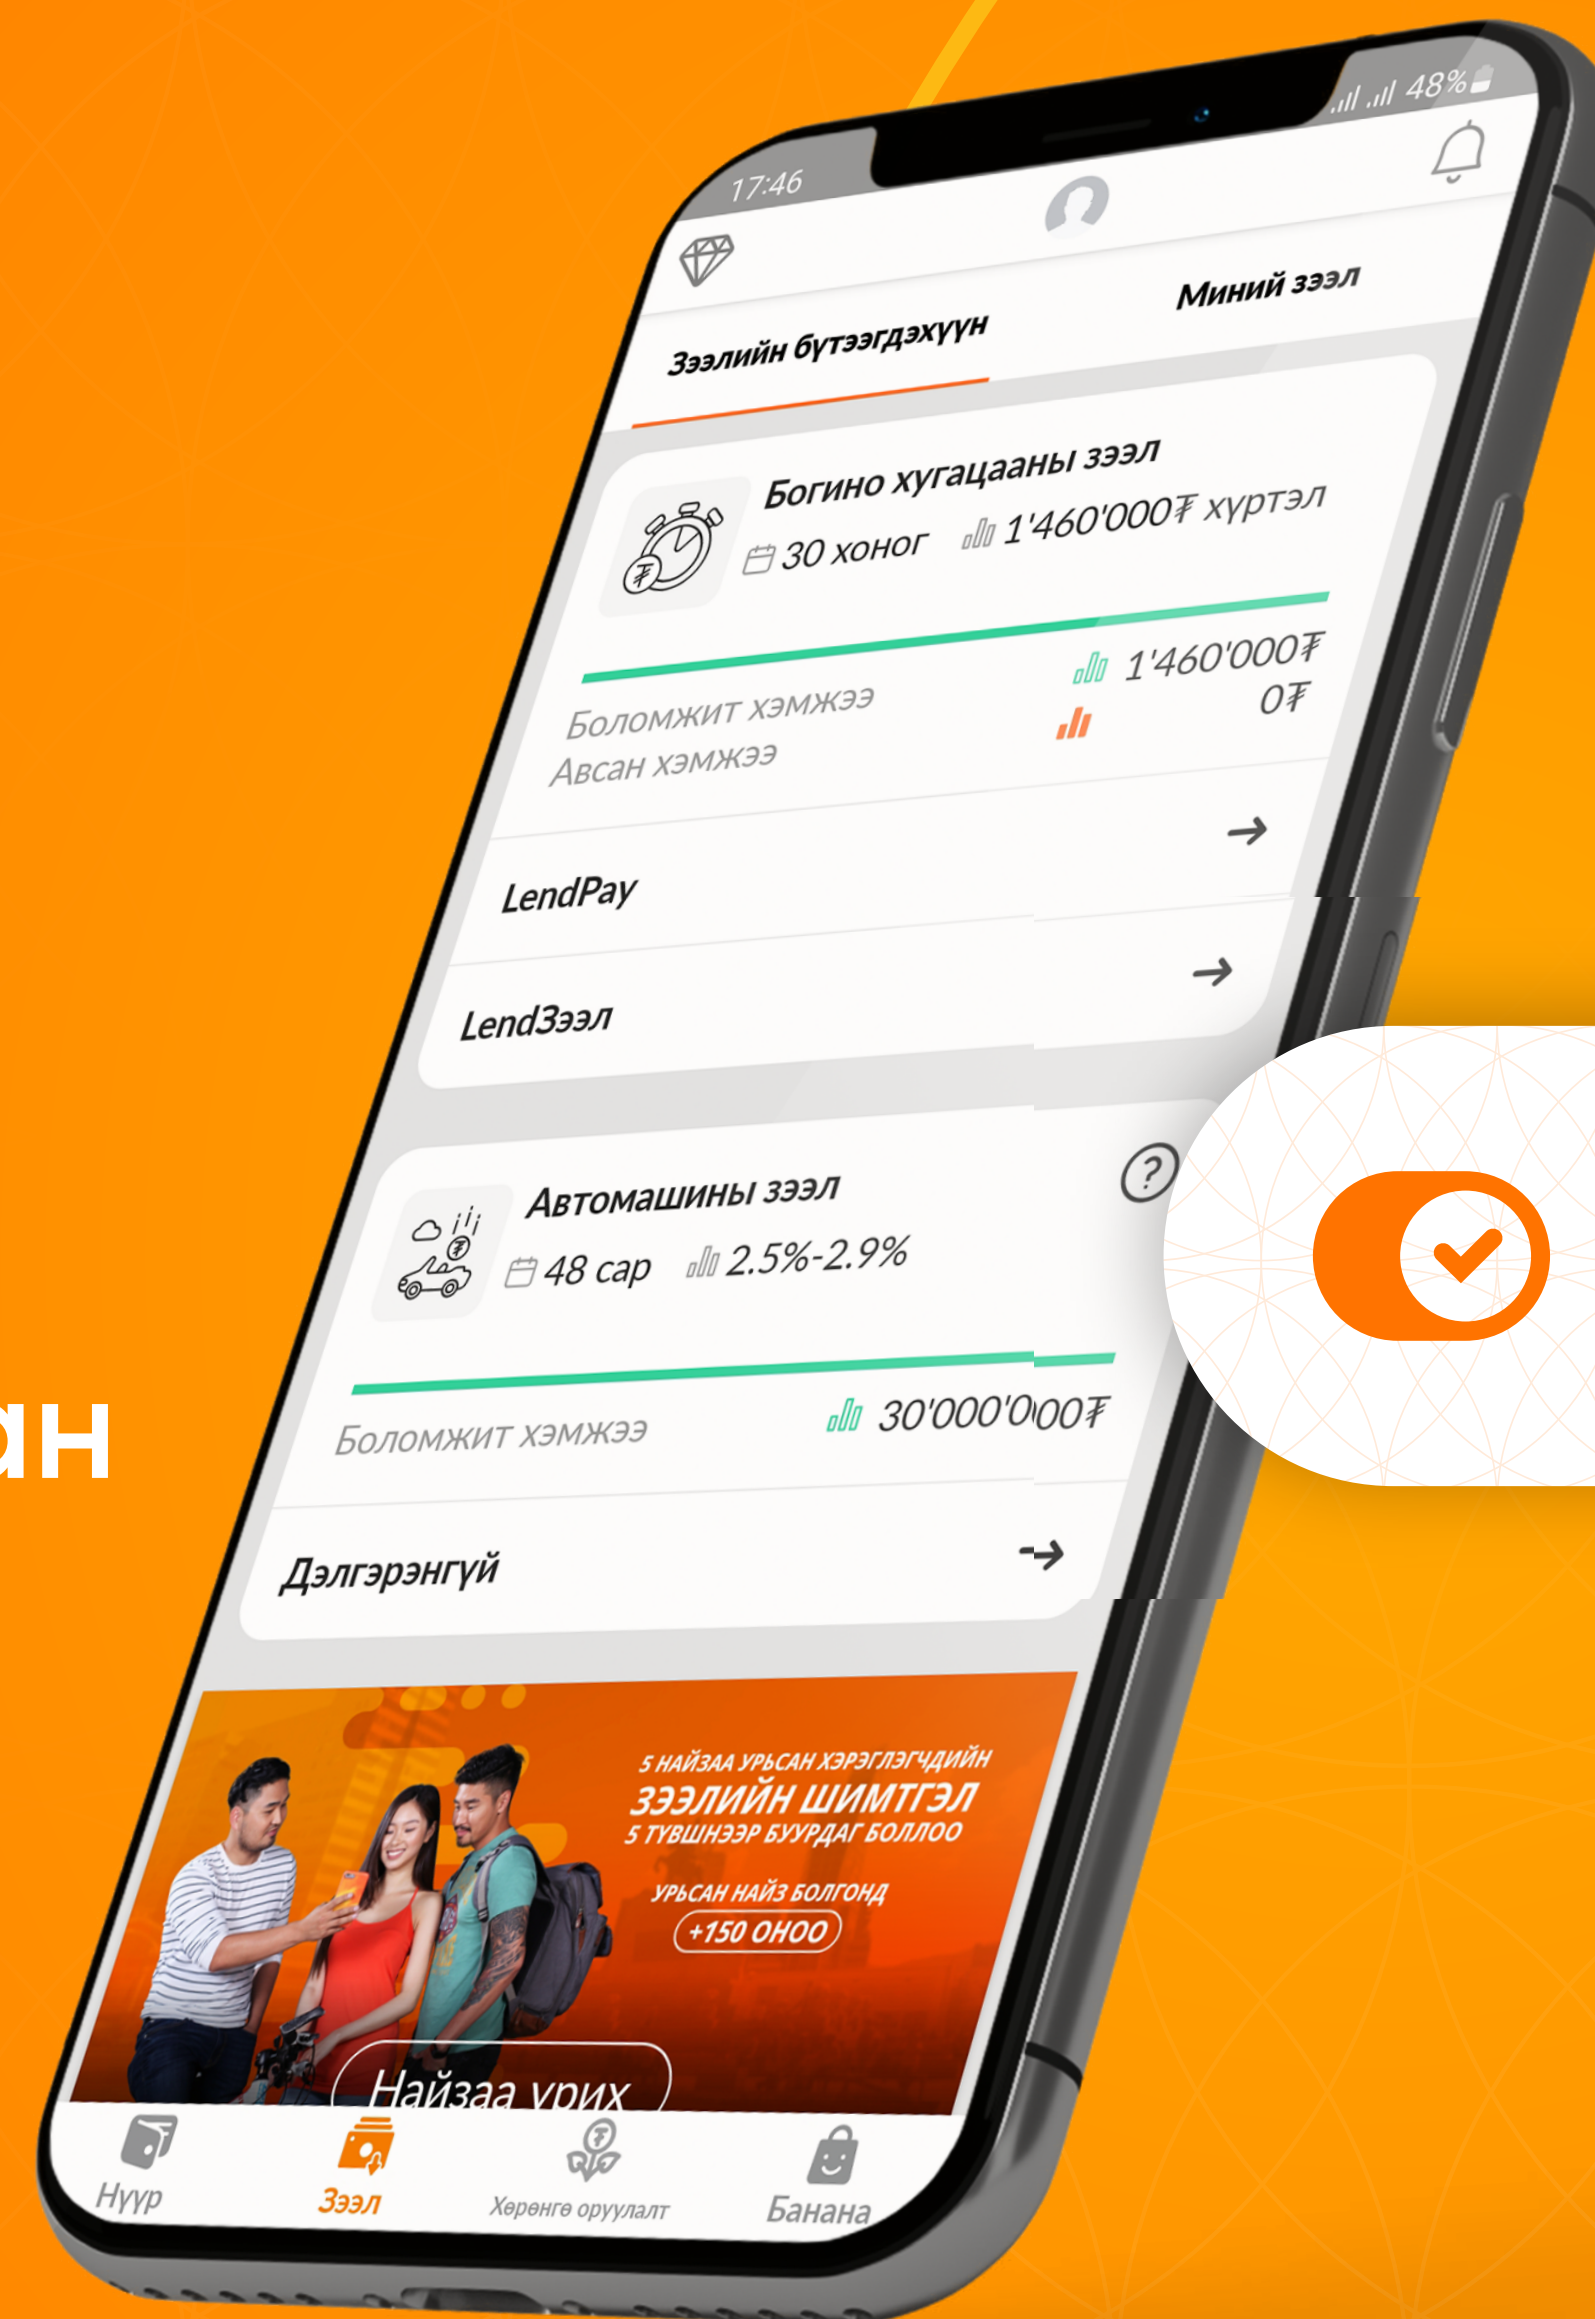 17:46
48%
Зээлийн бүтээгдэхүүн
Миний зээл
Богино хугацааны зээл
30 хоног 1'460'000₮ хүртэл
Боломжит хэмжээ 1'460'000₮
Авсан хэмжээ 0₮
LendPay
LendЗээл
Автомашины зээл
?
48 сар 2.5%-2.9%
ан
Боломжит хэмжээ 30'000'000₮
Дэлгэрэнгүй
5 НАЙЗАА УРЬСАН ХЭРЭГЛЭГЧДИЙН
ЗЭЭЛИЙН ШИМТГЭЛ
5 ТҮВШНЭЭР БУУРДАГ БОЛЛОО
УРЬСАН НАЙЗ БОЛГОНД
+150 ОНОО
Найзаа урих
Нүүр
Зээл
Хөрөнгө оруулалт
Банана